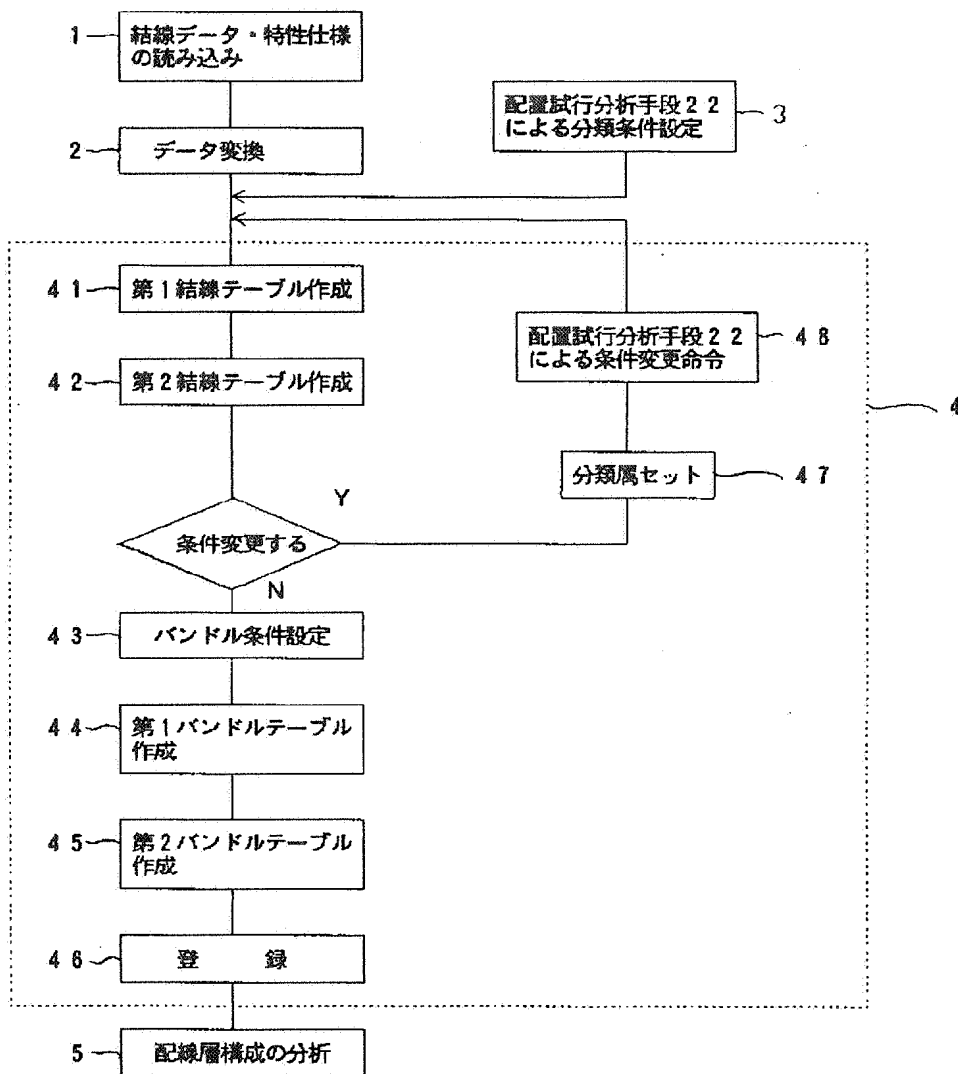 1
結線データ・特性仕様
の読み込み
配置試行分析手段22
による分類条件設定
3
2
データ変換
41
第1結線テーブル作成
配置試行分析手段22
による条件変更命令
48
42
第2結線テーブル作成
4
分類属セット
47
Y
条件変更する
N
43
バンドル条件設定
44
第1バンドルテーブル
作成
45
第2バンドルテーブル
作成
46
登 録
5
配線層構成の分析